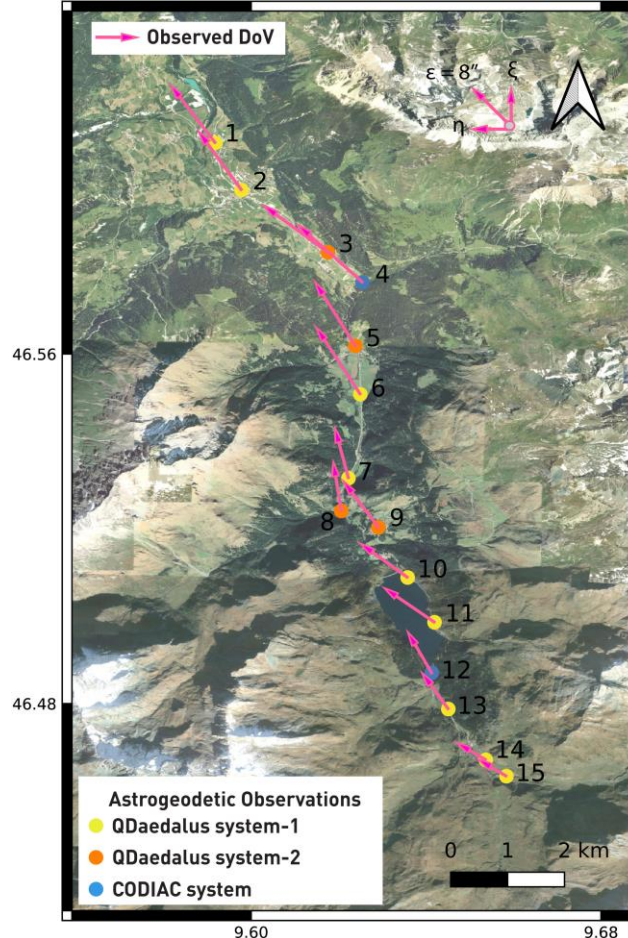 Observed DoV
ε = 8″
ξ
η
1
2
3
4
5
46.56
6
7
8
9
10
11
12
46.48
13
14
15
Astrogeodetic Observations
QDaedalus system-1
QDaedalus system-2
CODIAC system
0 1 2 km
9.60 9.68